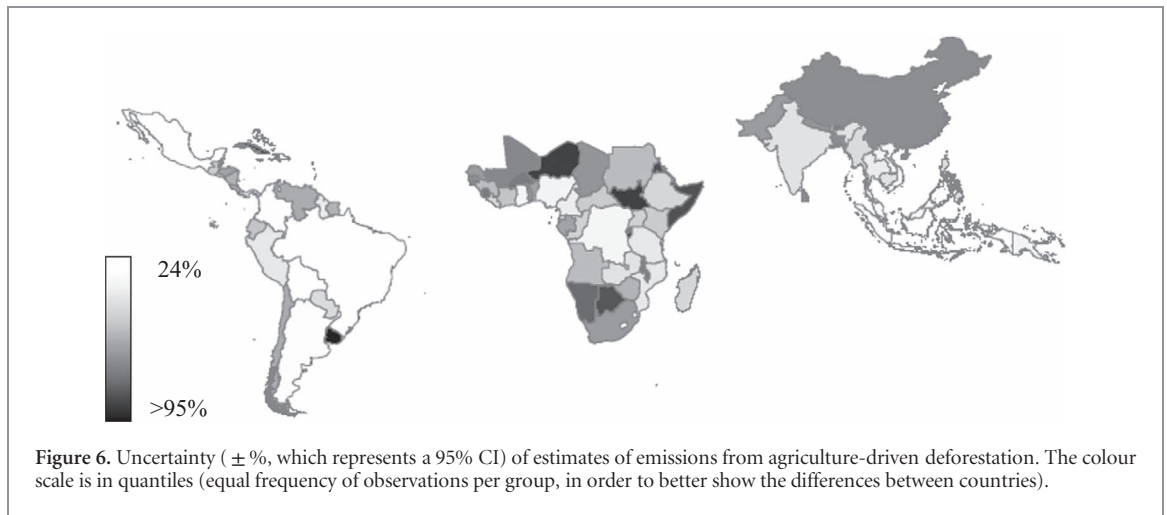 24%
>95%
Figure 6. Uncertainty ( ±%, which represents a 95% CI) of estimates of emissions from agriculture-driven deforestation. The colour
scale is in quantiles (equal frequency of observations per group, in order to better show the differences between countries).